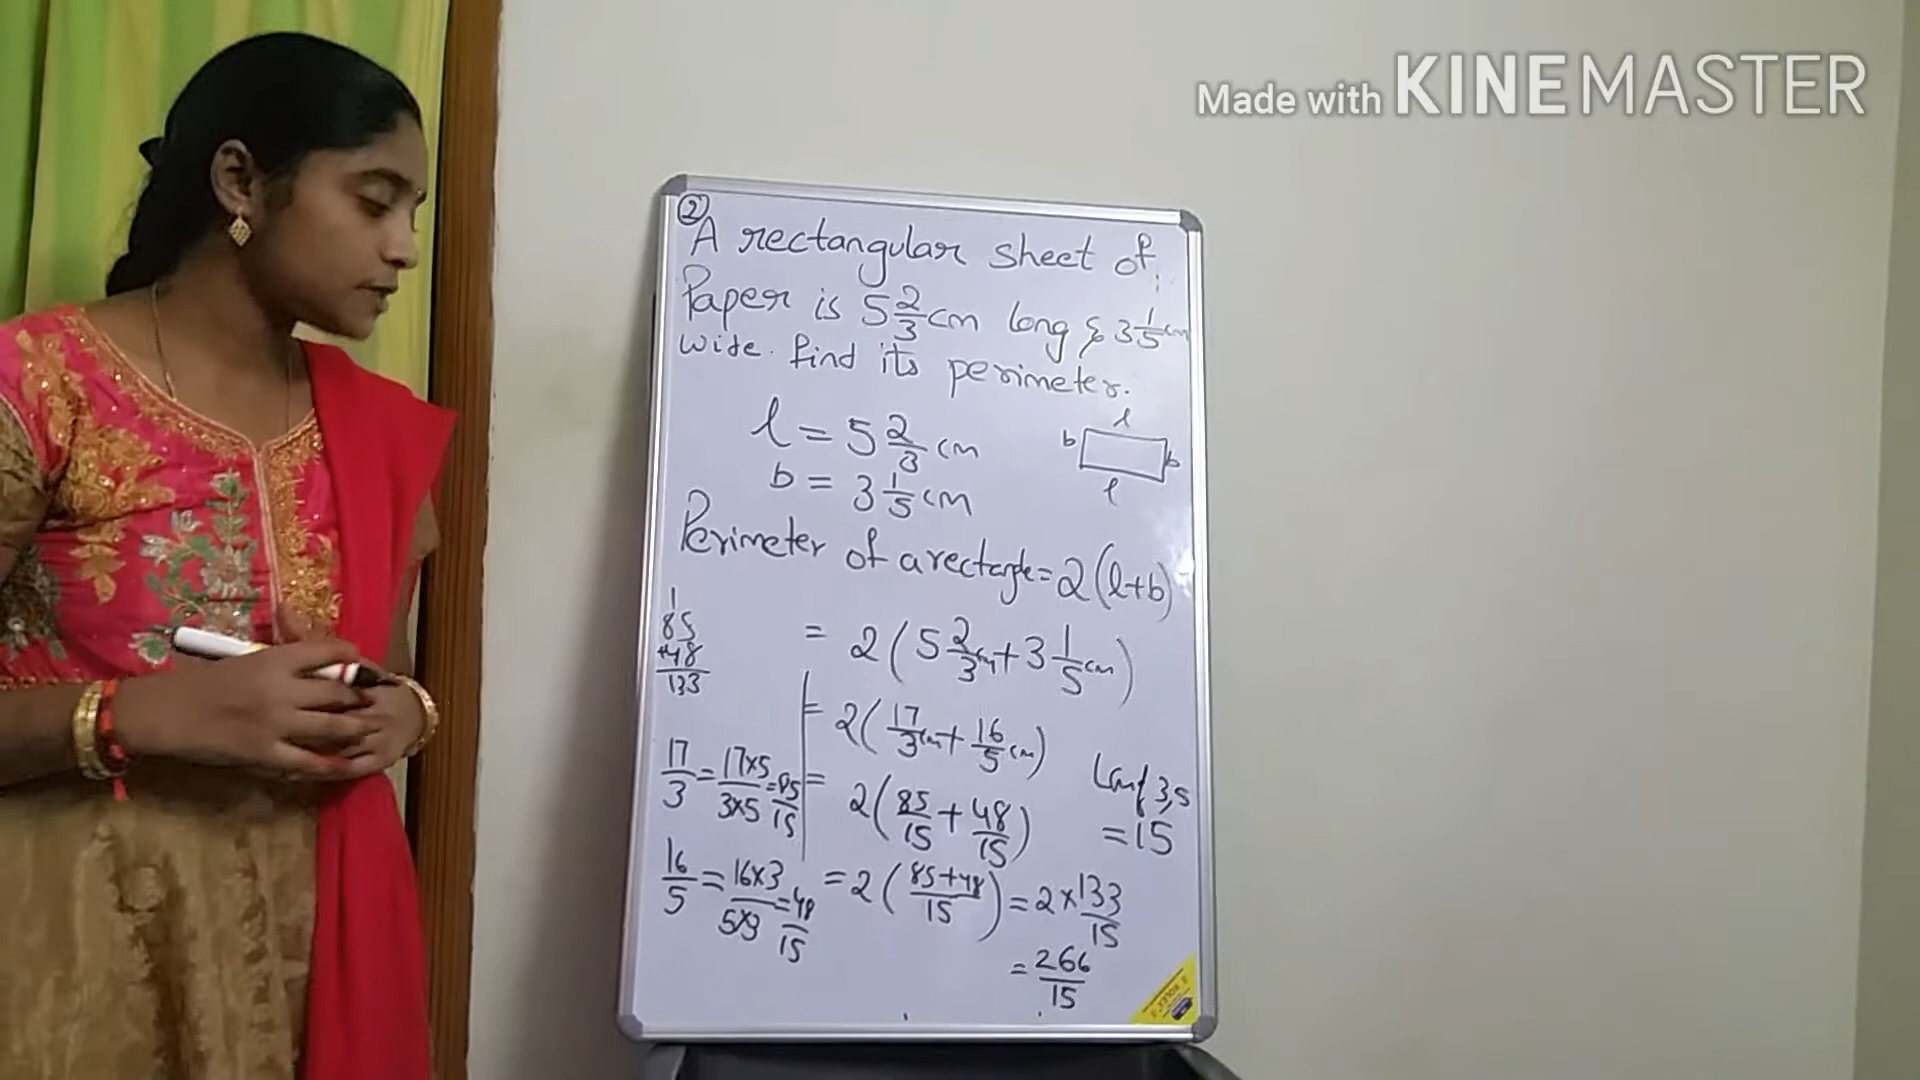 Made with KINEMASTER
②
A rectangular sheet of
Paper is 5 2/3 cm long & 3 1/5 cm
wide. find its perimeter.
l = 5 2/3 cm
b = 3 1/5 cm
l
b
b
l
Perimeter of a rectangle = 2(l+b)
= 2(5 2/3 cm + 3 1/5 cm)
1
85
+48
133
= 2(17/3 cm + 16/5 cm)
17/3 = 17×5/3×5 = 85/15
= 2(85/15 + 48/15)
Lcm of 3,5
= 15
16/5 = 16×3/5×3 = 48/15
= 2(85+48/15) = 2×133/15
= 266/15